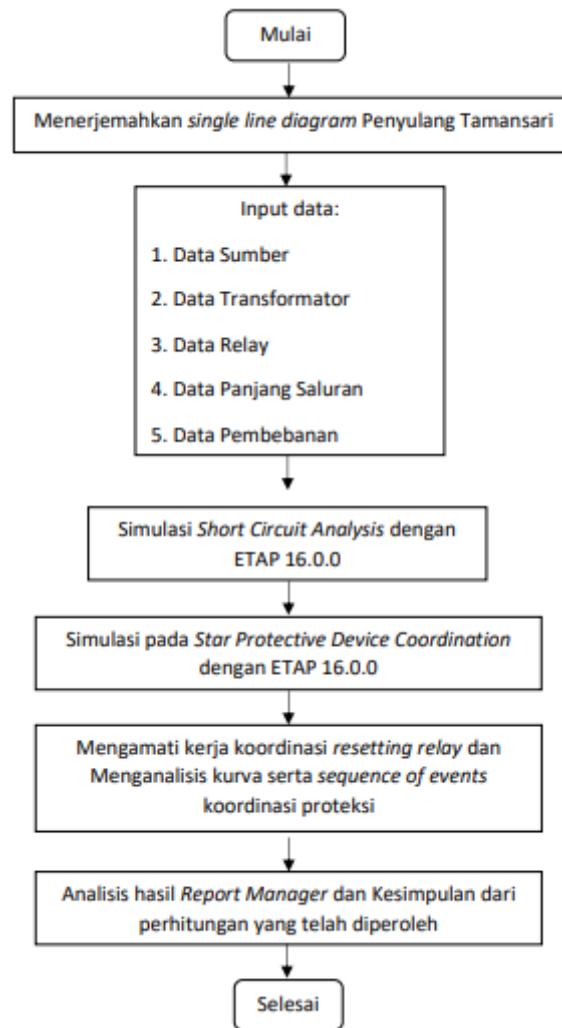 Mulai
Menerjemahkan single line diagram Penyulang Tamansari
Input data:
1. Data Sumber
2. Data Transformator
3. Data Relay
4. Data Panjang Saluran
5. Data Pembebanan
Simulasi Short Circuit Analysis dengan
ETAP 16.0.0
Simulasi pada Star Protective Device Coordination
dengan ETAP 16.0.0
Mengamati kerja koordinasi resetting relay dan
Menganalisis kurva serta sequence of events
koordinasi proteksi
Analisis hasil Report Manager dan Kesimpulan dari
perhitungan yang telah diperoleh
Selesai